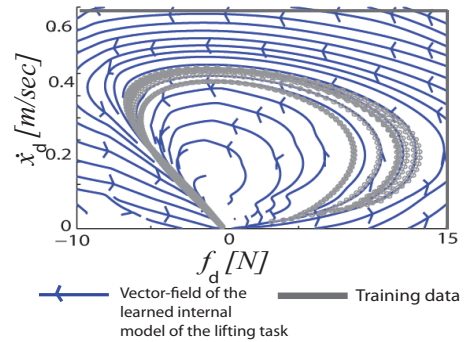 0.6
0.4
0.2
0
ẋd [m/sec]
−10
0
15
fd [N]
Vector-field of the
learned internal
model of the lifting task
Training data